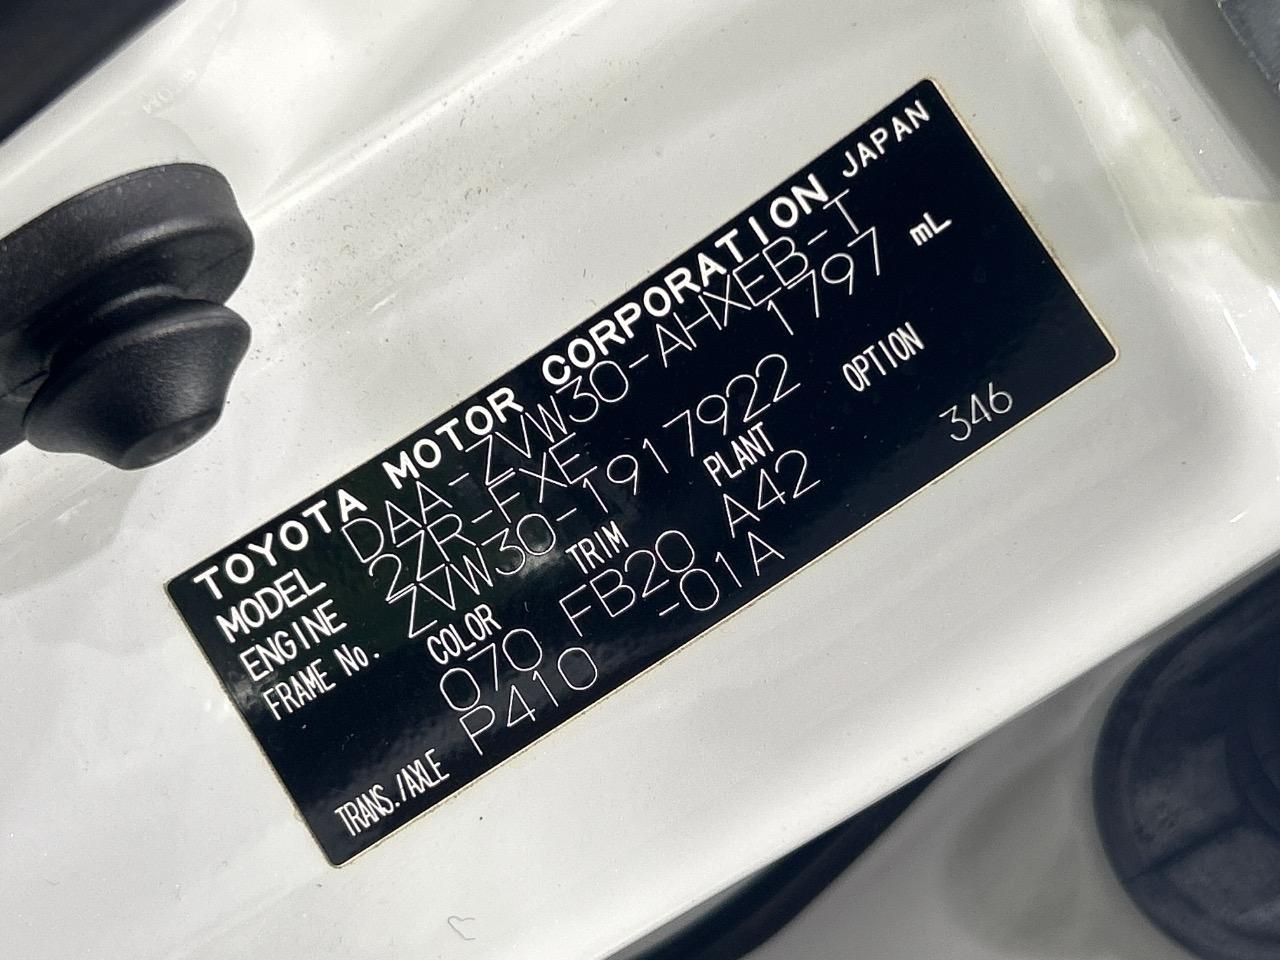 TOYOTA MOTOR CORPORATION JAPAN
MODEL DAA-ZVW30-AHXEB-T
ENGINE 2ZR-FXE 1797 mL
FRAME No. ZVW30-1917922
COLOR TRIM PLANT OPTION
070 FB20 A42 346
TRANS./AXLE P410 -01A